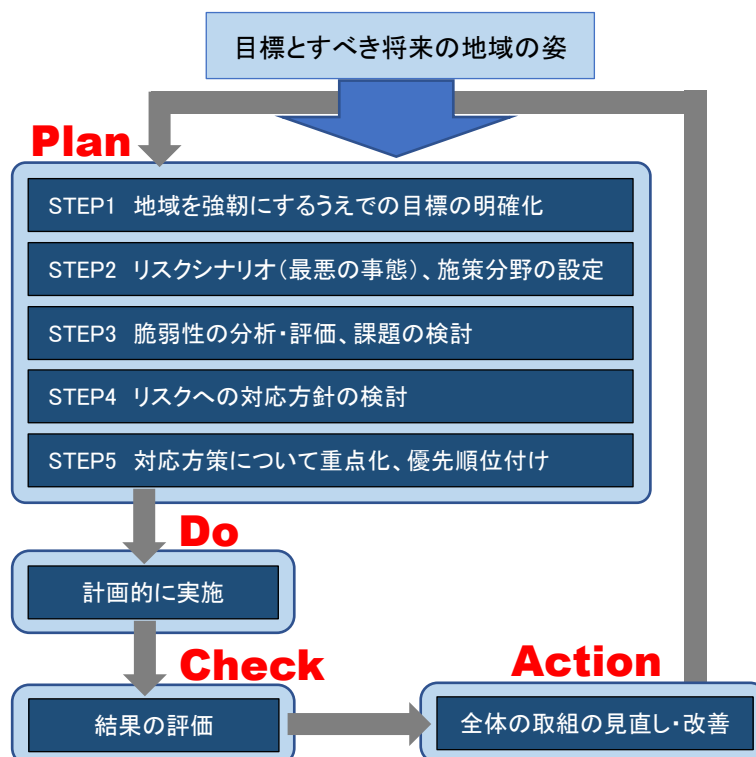 目標とすべき将来の地域の姿
Plan
STEP1 地域を強靭にするうえでの目標の明確化
STEP2 リスクシナリオ(最悪の事態)、施策分野の設定
STEP3 脆弱性の分析・評価、課題の検討
STEP4 リスクへの対応方針の検討
STEP5 対応方策について重点化、優先順位付け
Do
計画的に実施
Check
結果の評価
Action
全体の取組の見直し・改善